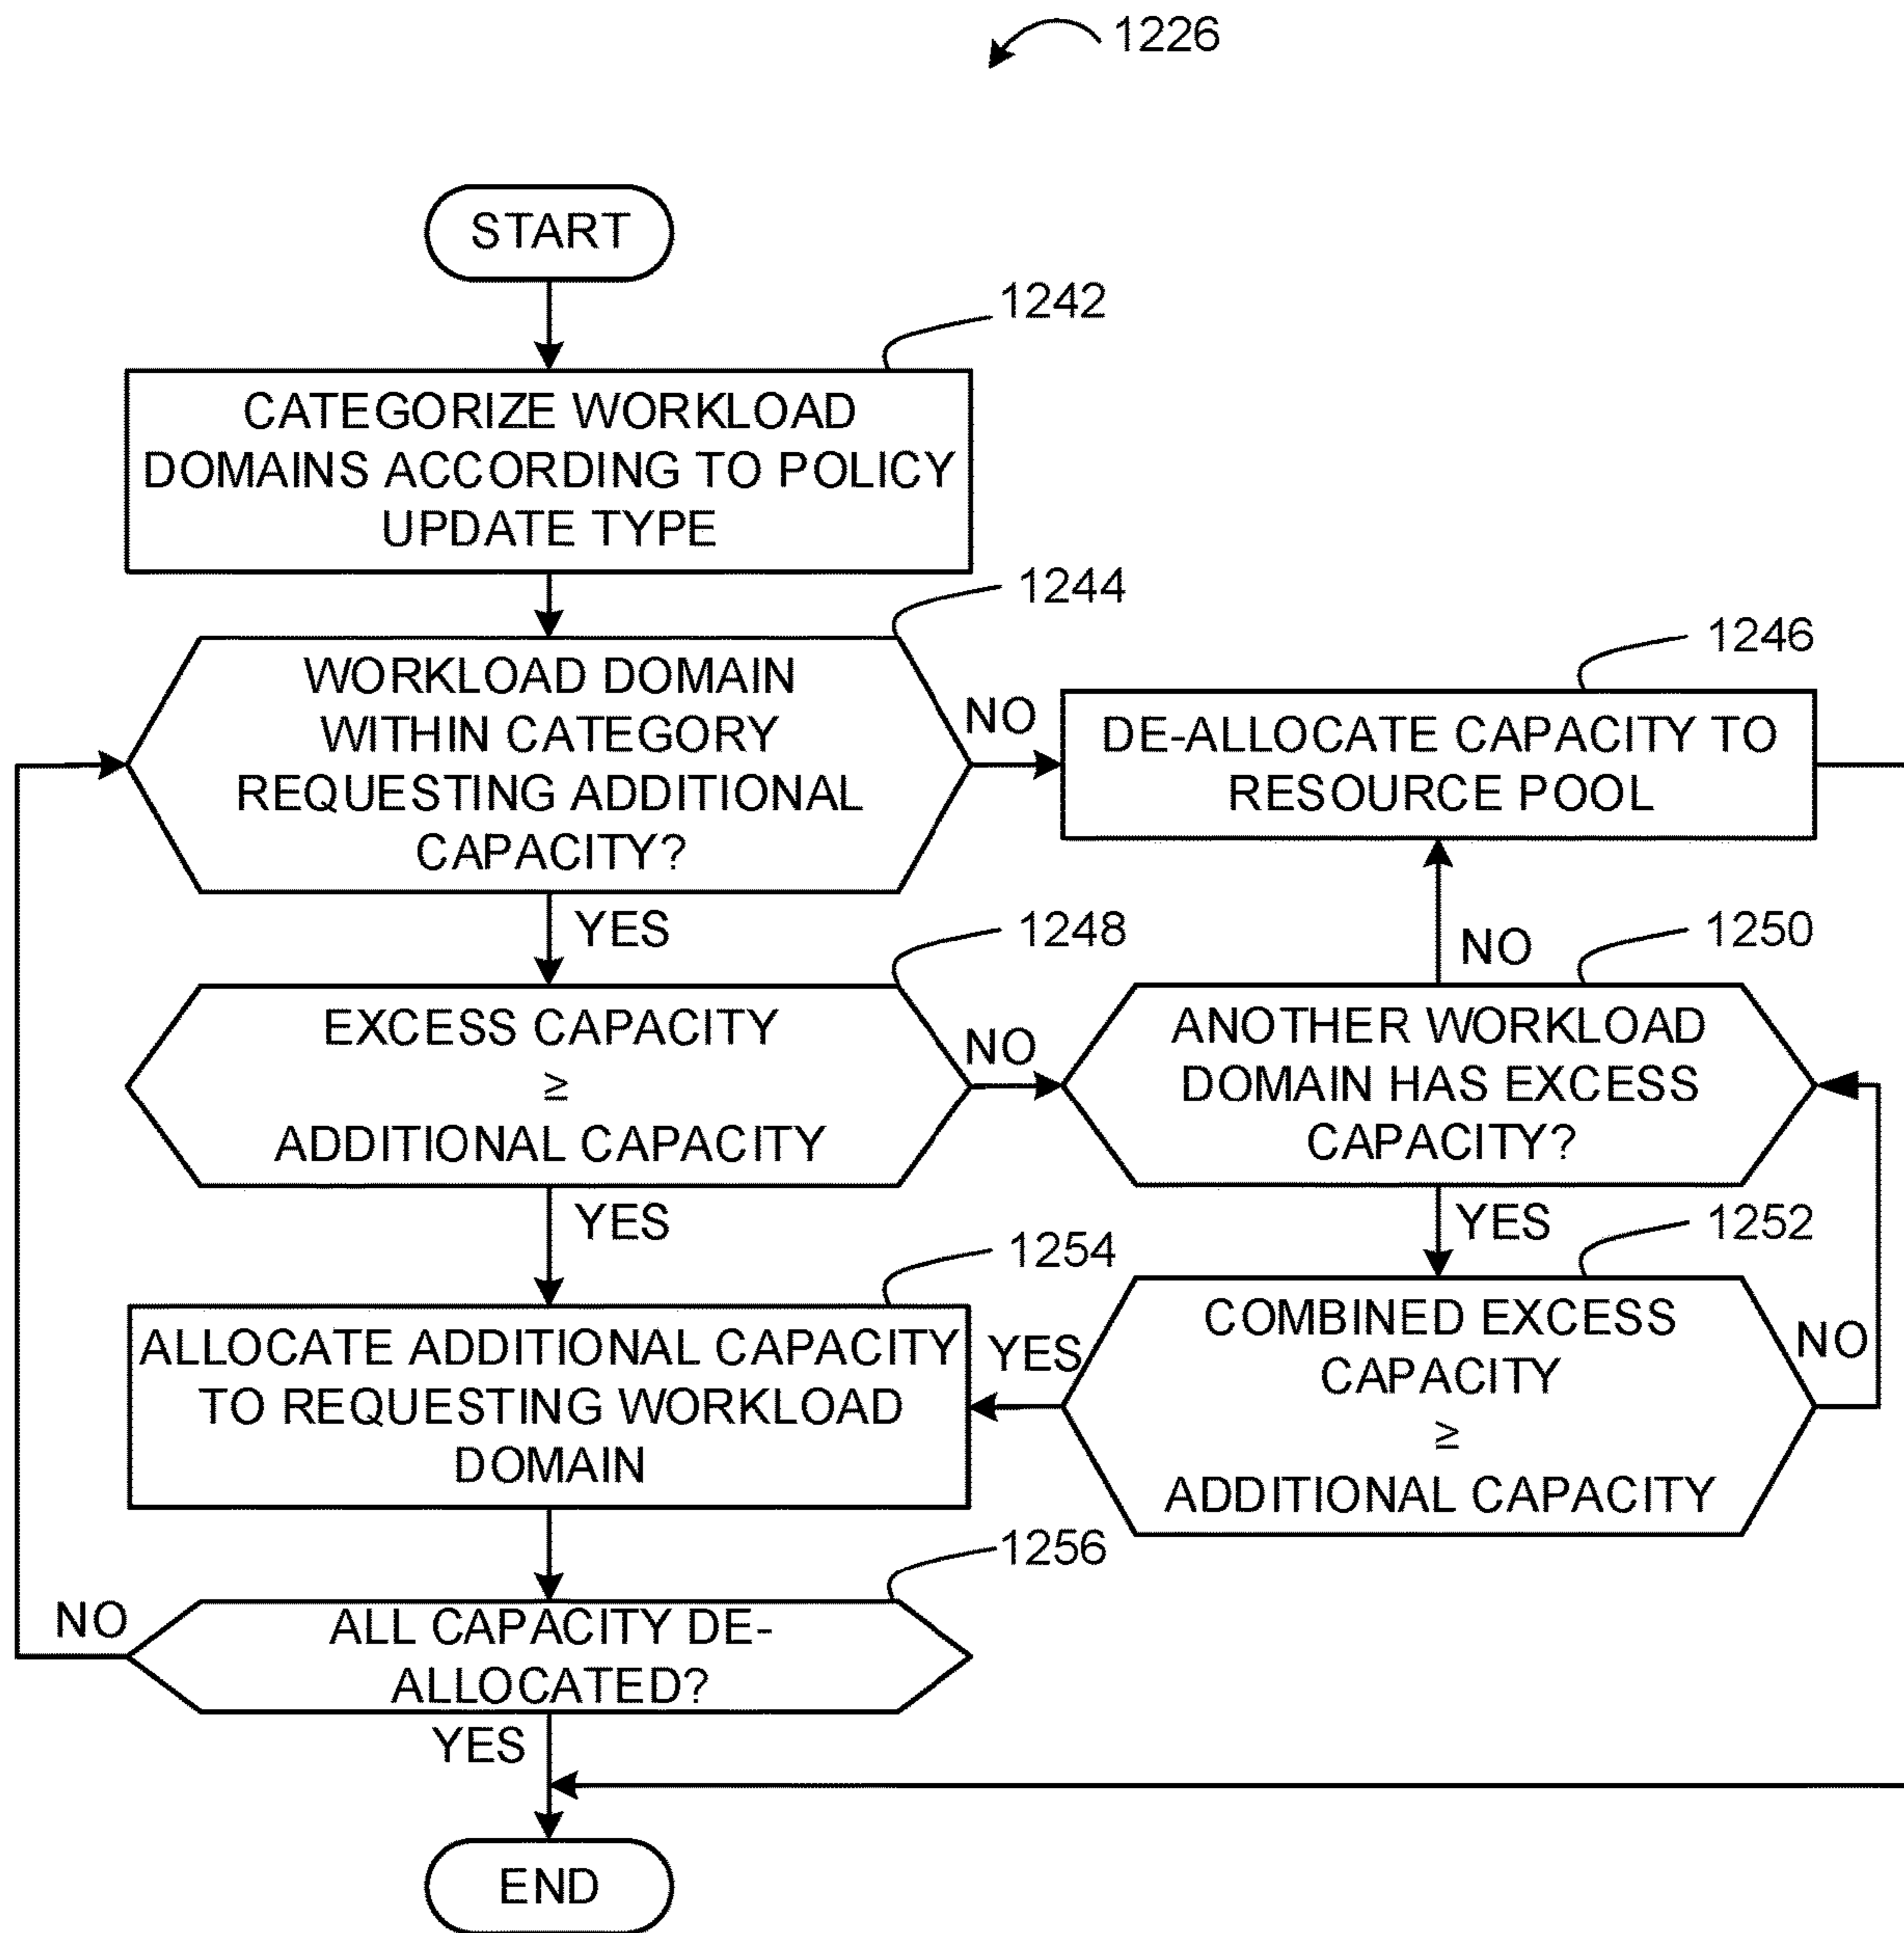 1226
START
1242
CATEGORIZE WORKLOAD
DOMAINS ACCORDING TO POLICY
UPDATE TYPE
1244
WORKLOAD DOMAIN
WITHIN CATEGORY
REQUESTING ADDITIONAL
CAPACITY?
NO
1246
DE-ALLOCATE CAPACITY TO
RESOURCE POOL
YES
1248
EXCESS CAPACITY
≥
ADDITIONAL CAPACITY
NO
NO
1250
ANOTHER WORKLOAD
DOMAIN HAS EXCESS
CAPACITY?
YES
YES
1252
COMBINED EXCESS
CAPACITY
≥
ADDITIONAL CAPACITY
NO
YES
1254
ALLOCATE ADDITIONAL CAPACITY
TO REQUESTING WORKLOAD
DOMAIN
1256
ALL CAPACITY DE-
ALLOCATED?
NO
YES
END